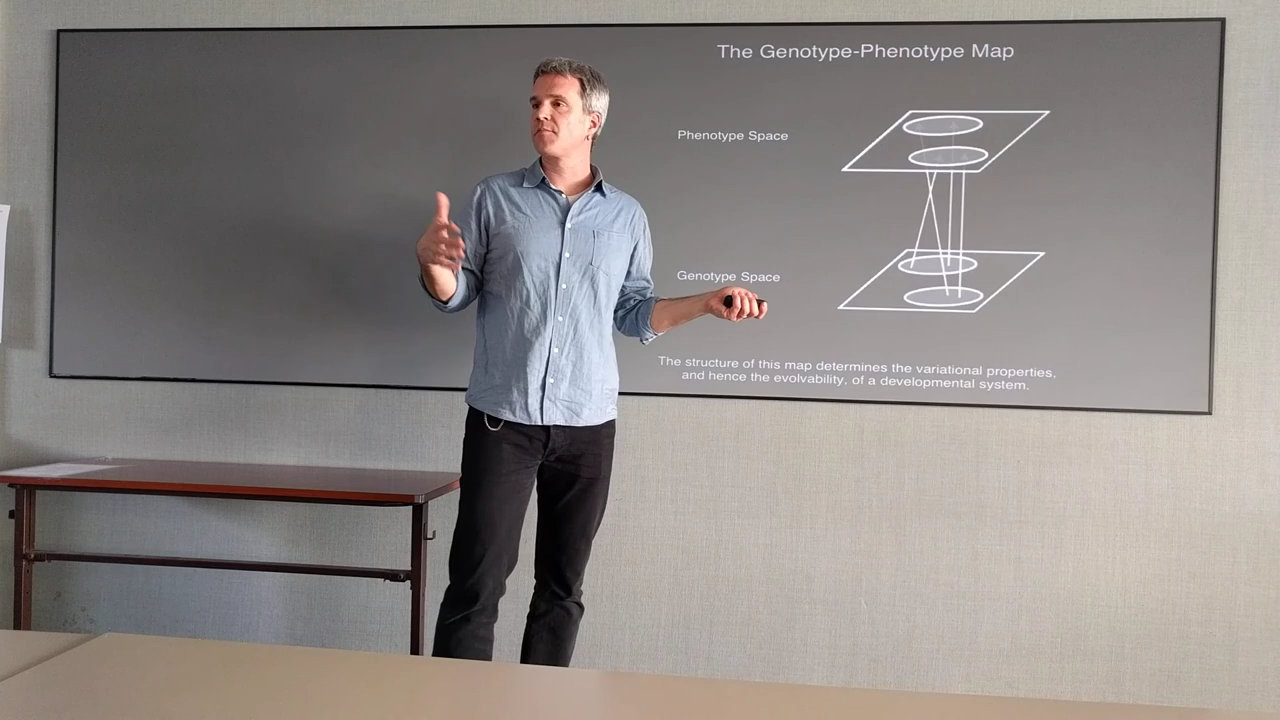 The Genotype-Phenotype Map
Phenotype Space
Genotype Space
The structure of this map determines the variational properties,
and hence the evolvability, of a developmental system.